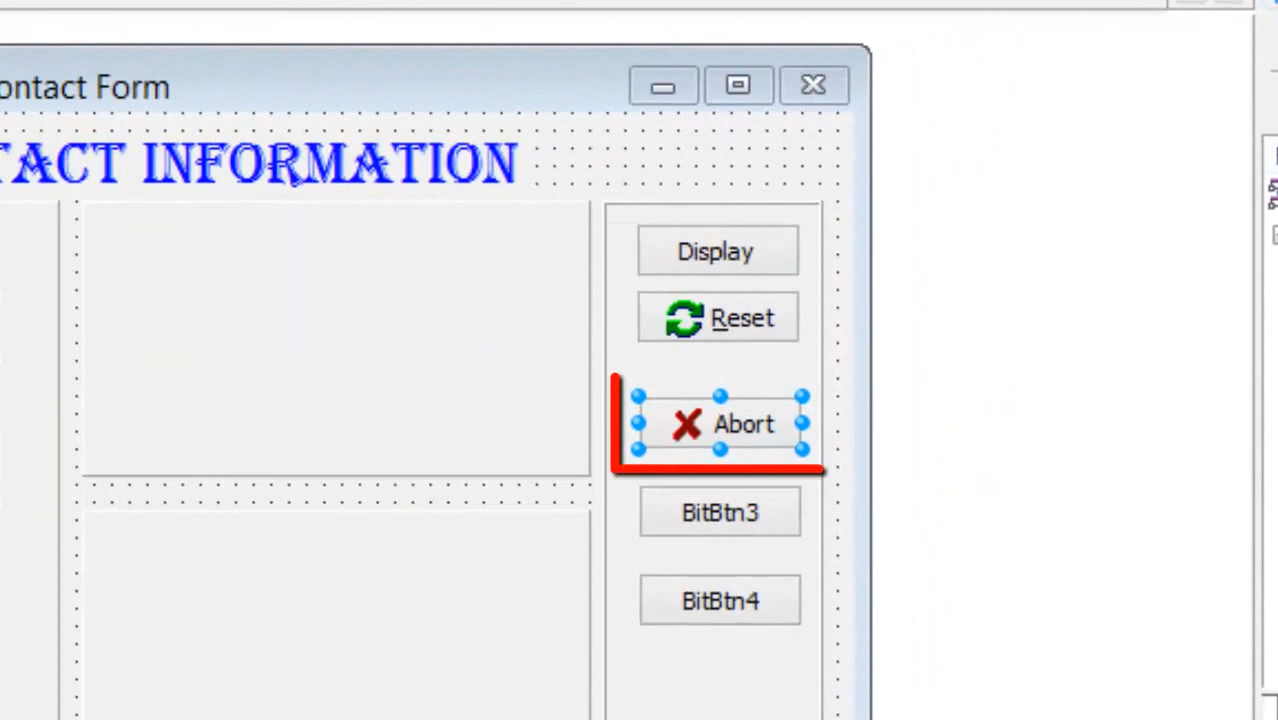 ontact Form
TACT INFORMATION
Display
Reset
Abort
BitBtn3
BitBtn4